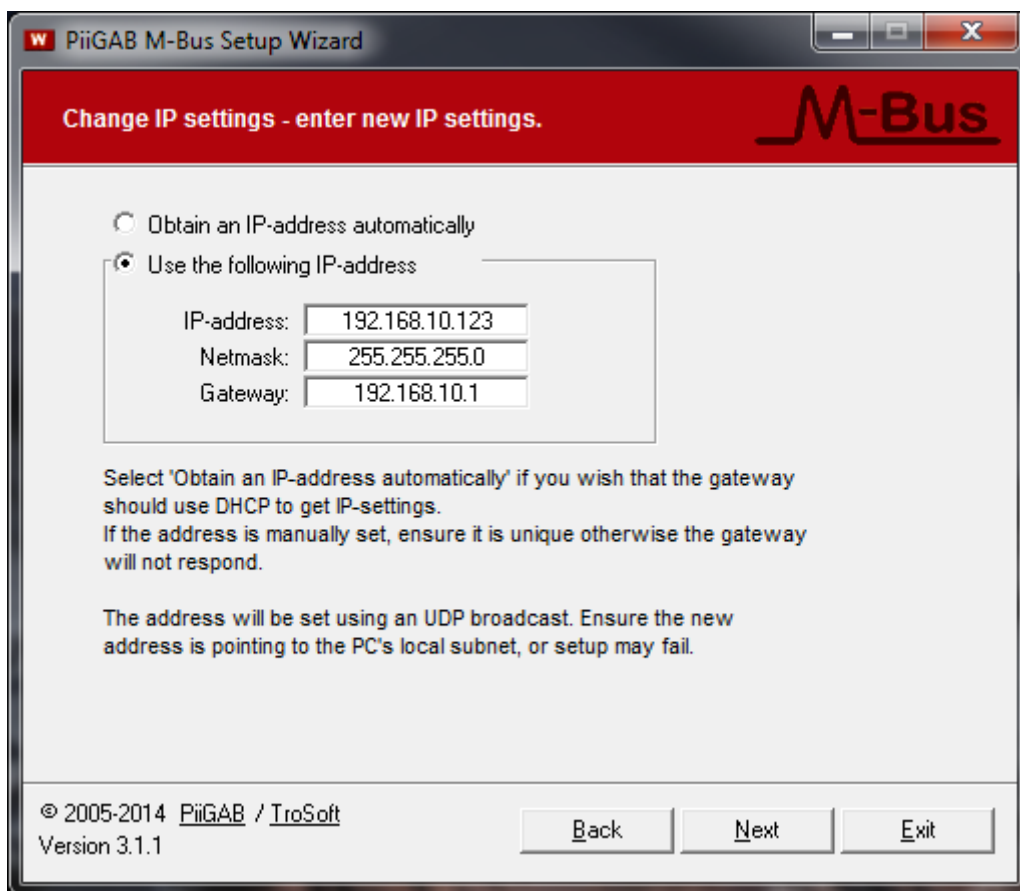 PiiGAB M-Bus Setup Wizard
Change IP settings - enter new IP settings.
M-Bus
Obtain an IP-address automatically
Use the following IP-address
IP-address: 192.168.10.123
Netmask: 255.255.255.0
Gateway: 192.168.10.1
Select 'Obtain an IP-address automatically' if you wish that the gateway
should use DHCP to get IP-settings.
If the address is manually set, ensure it is unique otherwise the gateway
will not respond.
The address will be set using an UDP broadcast. Ensure the new
address is pointing to the PC's local subnet, or setup may fail.
© 2005-2014 PiiGAB / TroSoft
Version 3.1.1
Back Next Exit